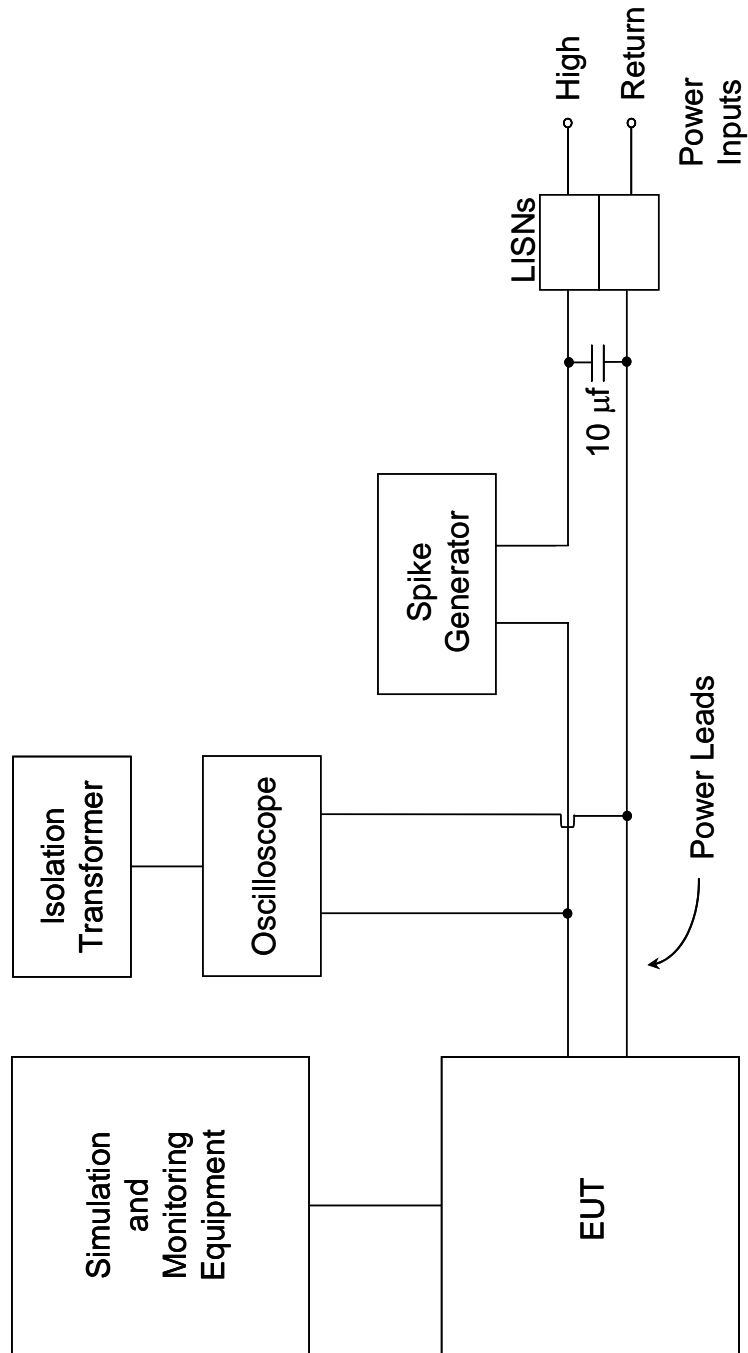 Simulation
and
Monitoring
Equipment
Isolation
Transformer
Oscilloscope
Spike
Generator
EUT
Power Leads
10 μf
LISNs
High
Return
Power
Inputs